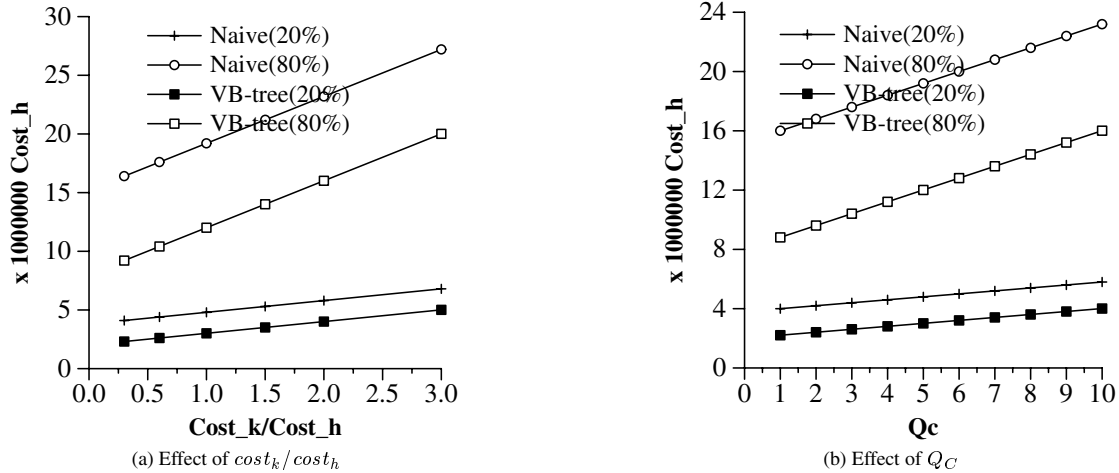 30
25
20
15
10
5
0
x 1000000 Cost_h
Naive(20%)
Naive(80%)
VB-tree(20%)
VB-tree(80%)
0.0 0.5 1.0 1.5 2.0 2.5 3.0
Cost_k/Cost_h
(a) Effect of cost_k/cost_h
24
20
16
12
8
4
0
x 1000000 Cost_h
Naive(20%)
Naive(80%)
VB-tree(20%)
VB-tree(80%)
0 1 2 3 4 5 6 7 8 9 10
Qc
(b) Effect of Q_C